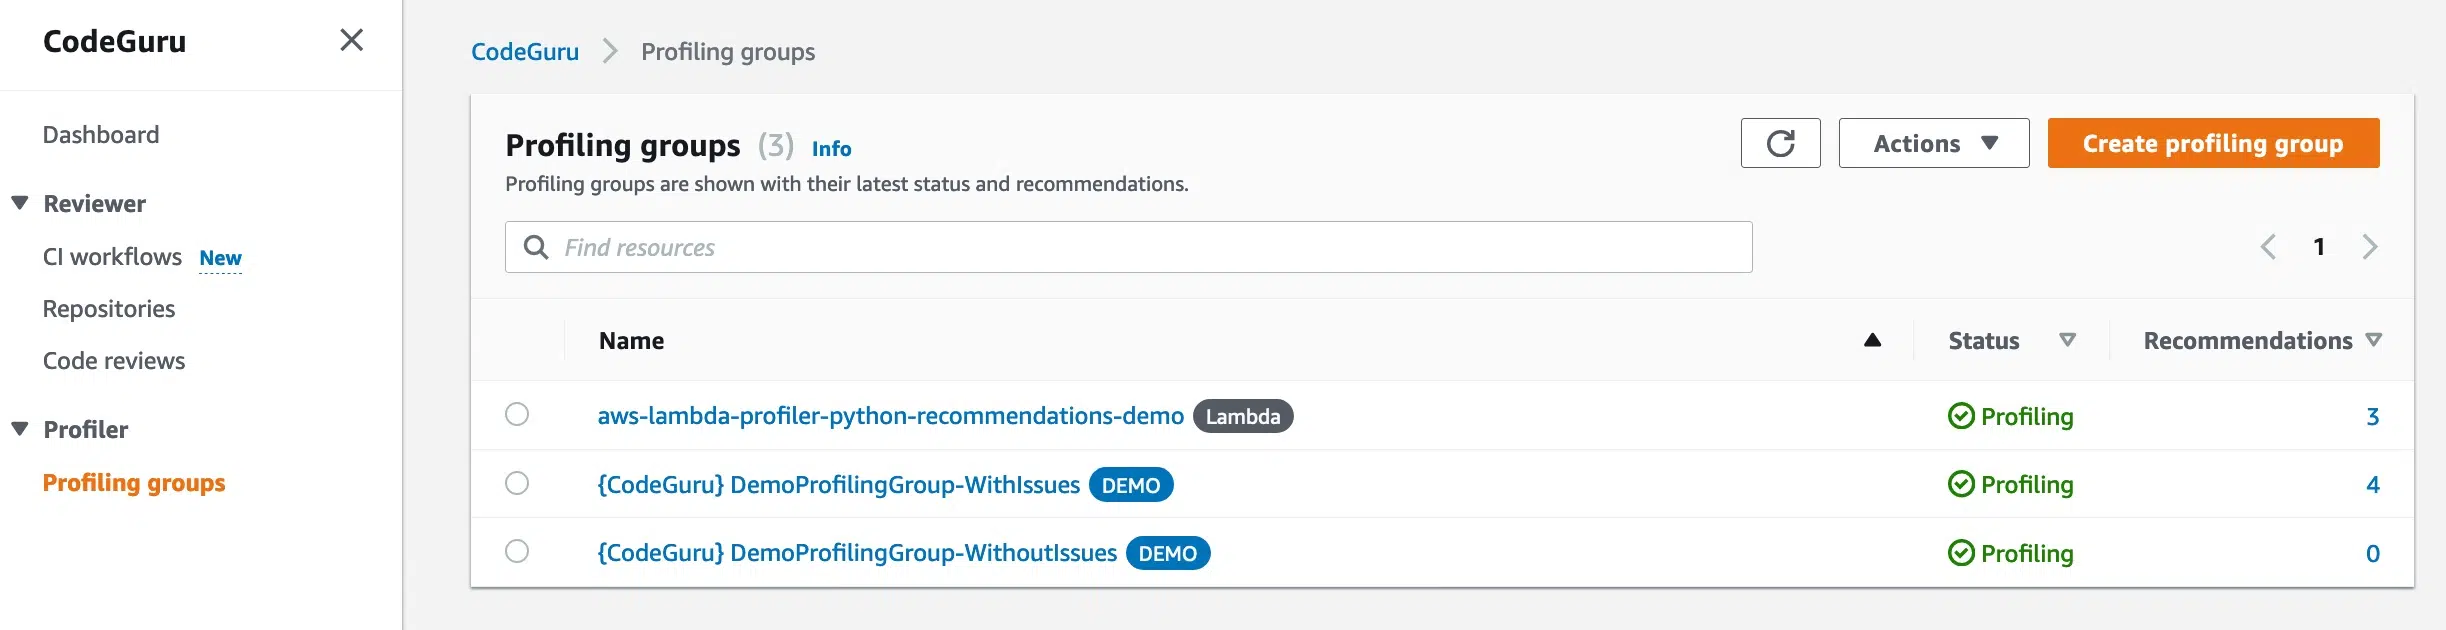 CodeGuru
Dashboard
Reviewer
CI workflows New
Repositories
Code reviews
Profiler
Profiling groups
CodeGuru Profiling groups
Profiling groups (3) Info
Profiling groups are shown with their latest status and recommendations.
Actions
Create profiling group
Find resources
1
Name Status Recommendations
aws-lambda-profiler-python-recommendations-demo Lambda Profiling 3
{CodeGuru} DemoProfilingGroup-WithIssues DEMO Profiling 4
{CodeGuru} DemoProfilingGroup-WithoutIssues DEMO Profiling 0